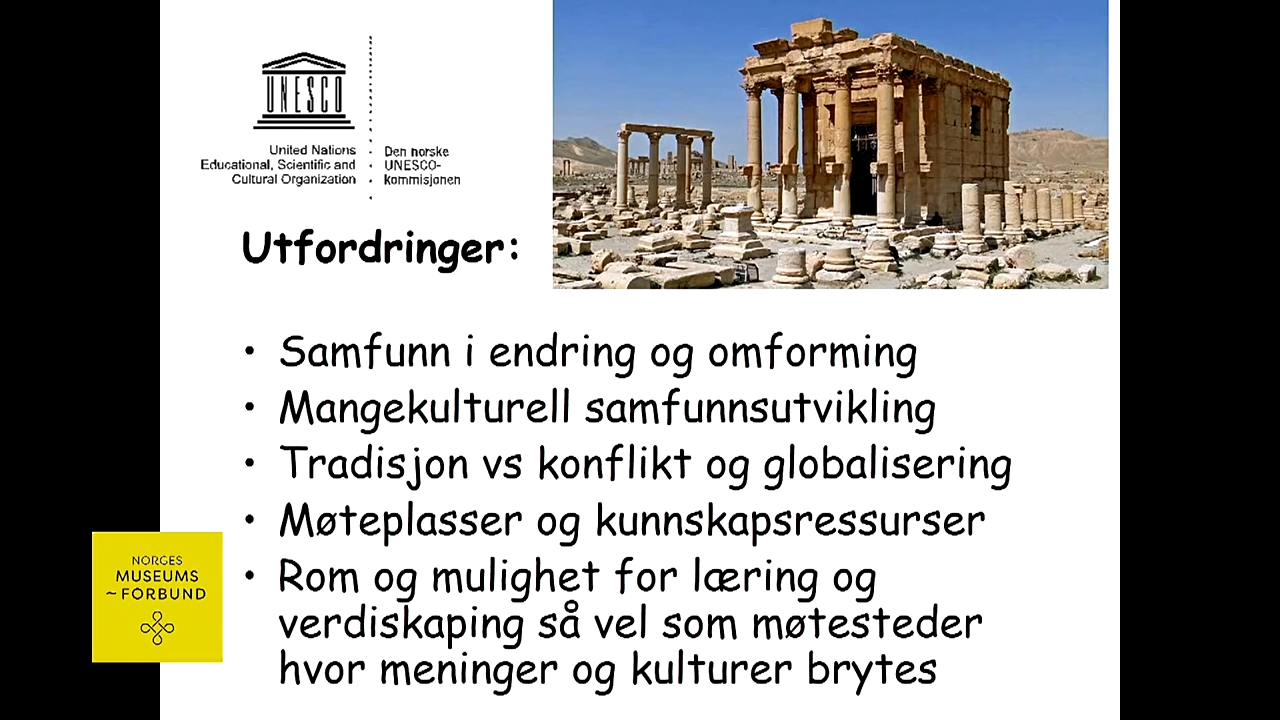 UNESCO
United Nations
Educational, Scientific and
Cultural Organization
Den norske
UNESCO-
kommisjonen
Utfordringer:
• Samfunn i endring og omforming
• Mangekulturell samfunnsutvikling
• Tradisjon vs konflikt og globalisering
• Møteplasser og kunnskapsressurser
• Rom og mulighet for læring og
verdiskaping så vel som møtesteder
hvor meninger og kulturer brytes
NORGES
MUSEUMS
~FORBUND